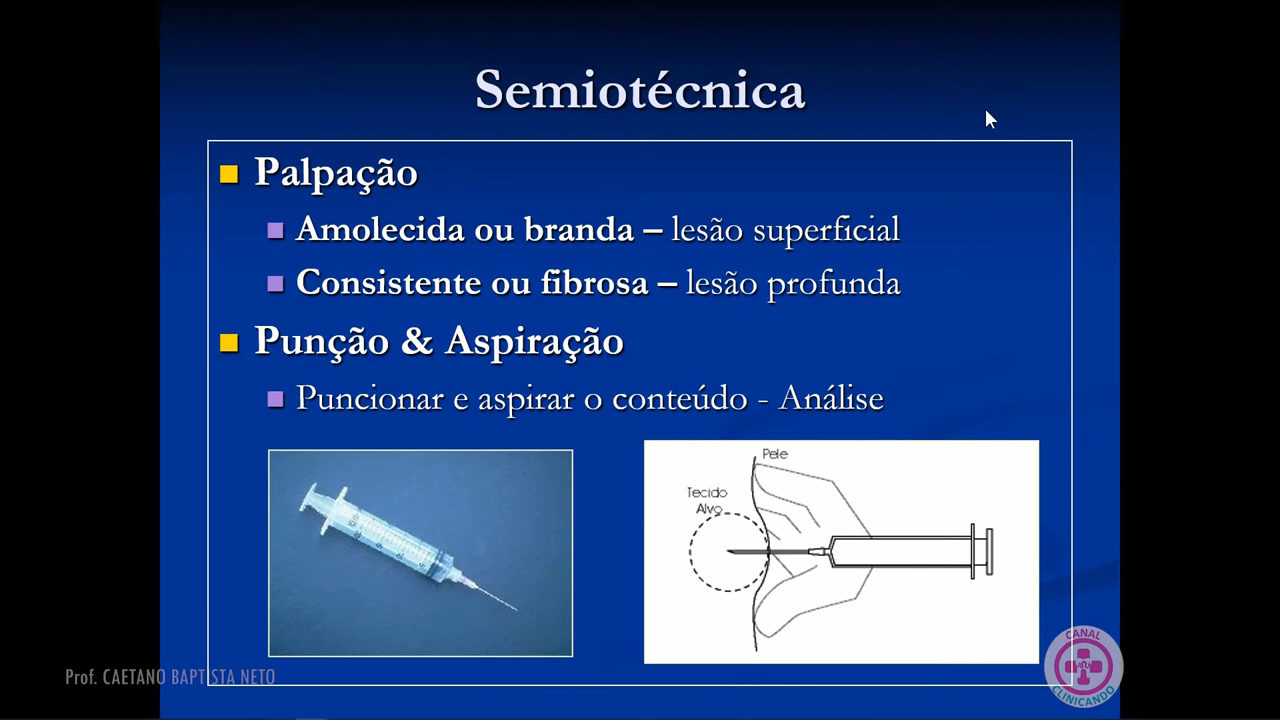 Semiotécnica
Palpação
Amolecida ou branda – lesão superficial
Consistente ou fibrosa – lesão profunda
Punção & Aspiração
Puncionar e aspirar o conteúdo - Análise
Pele
Tecido
Alvo
Prof. CAETANO BAPTISTA NETO
CANAL
CLINICANDO